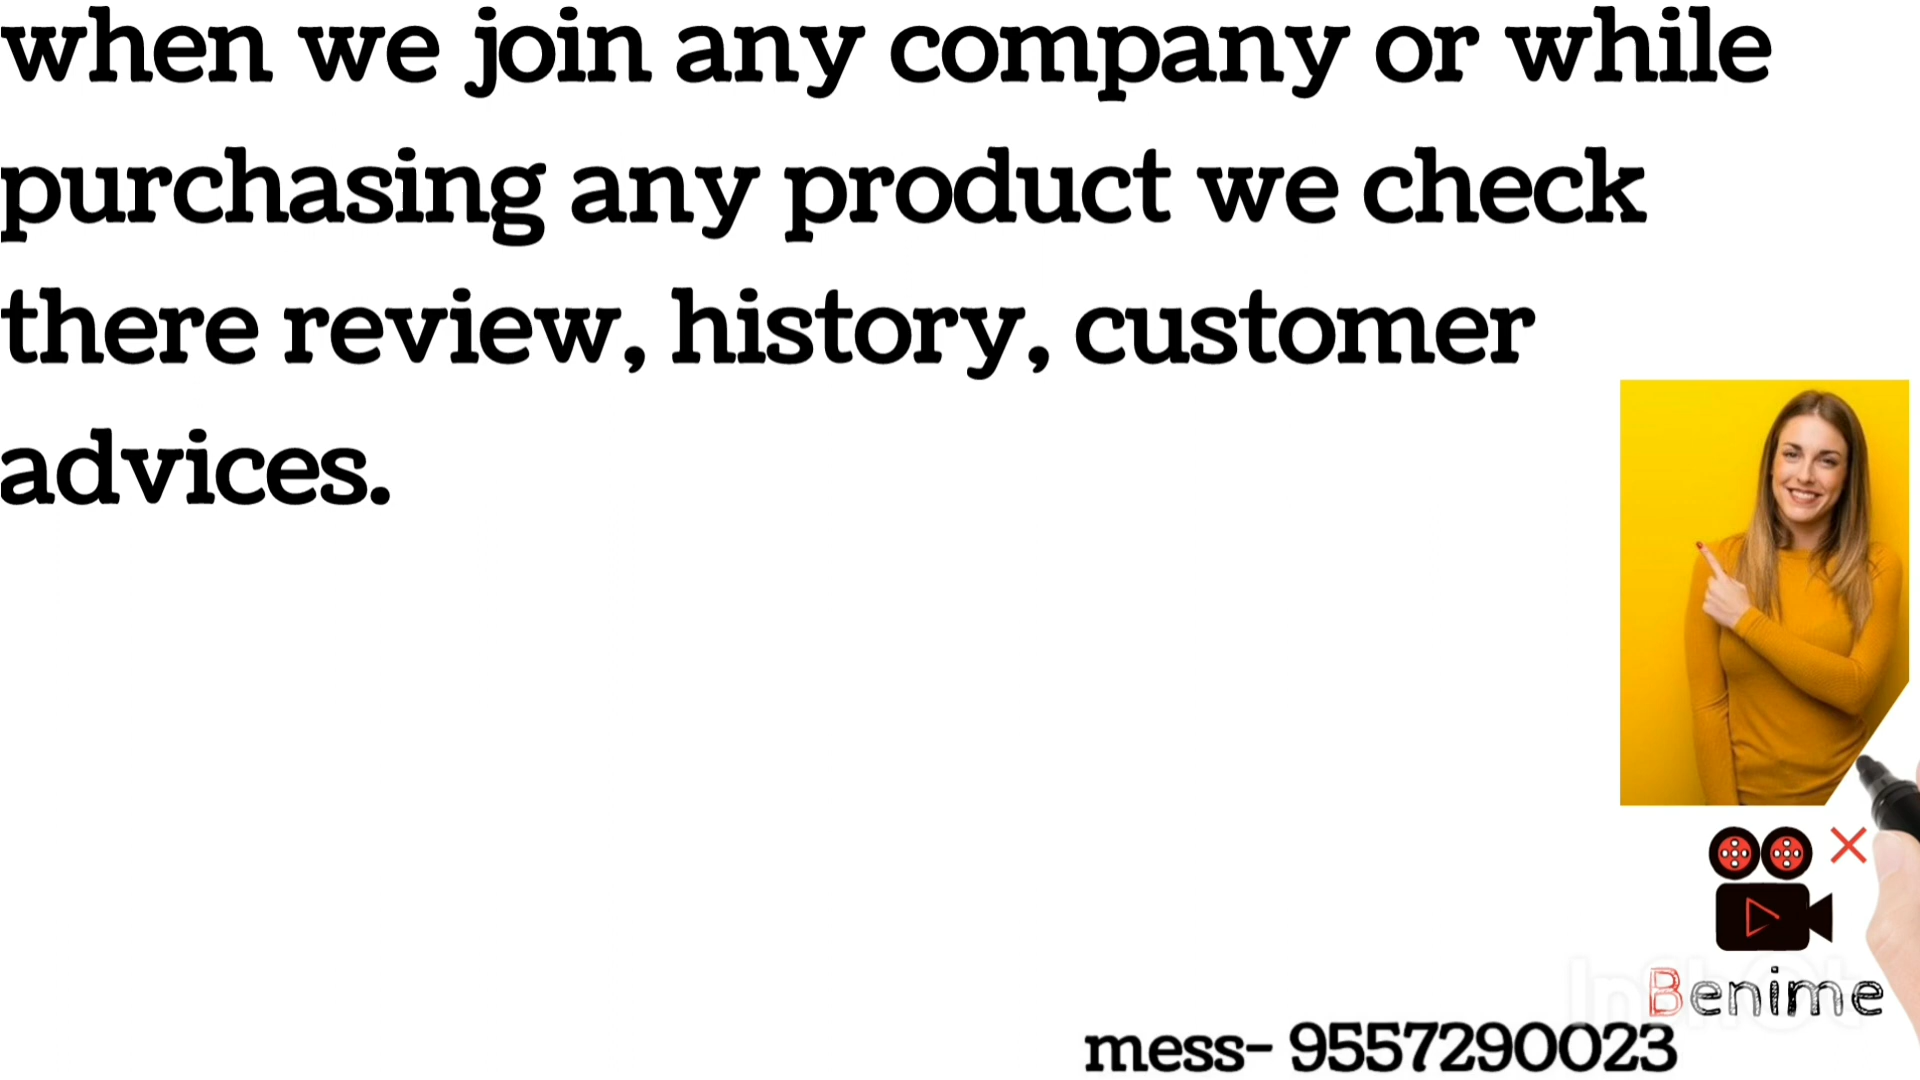 when we join any company or while
purchasing any product we check
there review, history, customer
advices.
InShOt
Benime
mess- 9557290023